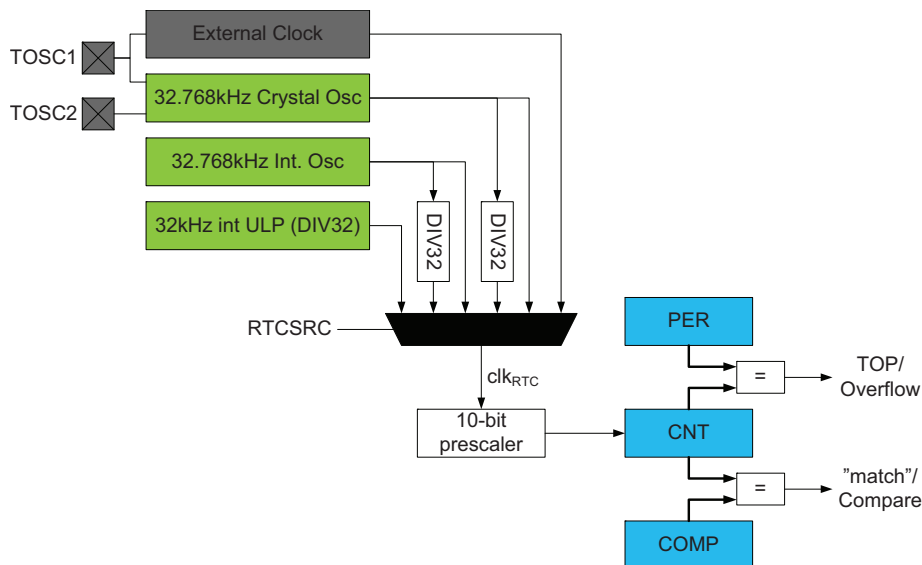 External Clock
TOSC1
32.768kHz Crystal Osc
TOSC2
32.768kHz Int. Osc
32kHz int ULP (DIV32)
DIV32
DIV32
RTCSRC
PER
TOP/
Overflow
=
clkRTC
10-bit
prescaler
CNT
"match"/
Compare
=
COMP